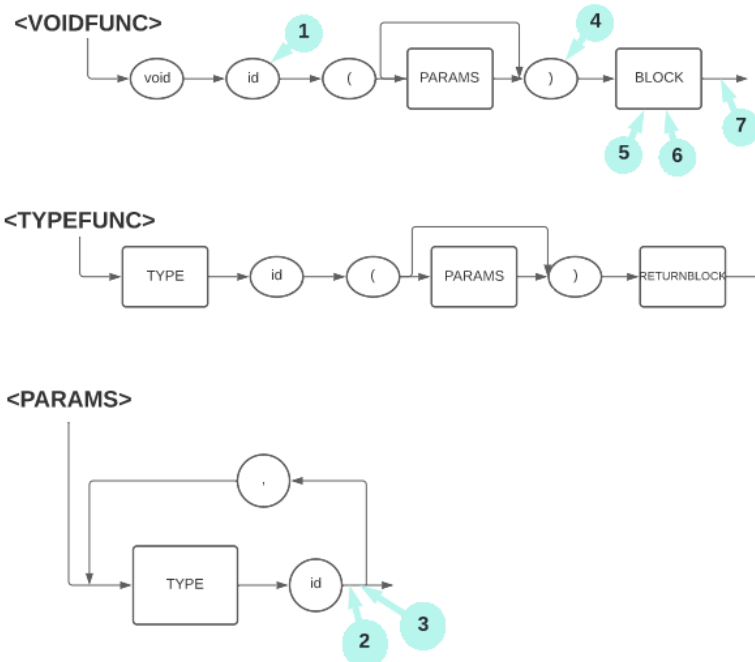 <VOIDFUNC>
1
4
void id ( PARAMS ) BLOCK
5 6 7
<TYPEFUNC>
TYPE id ( PARAMS ) RETURNBLOCK
<PARAMS>
,
TYPE id
2 3